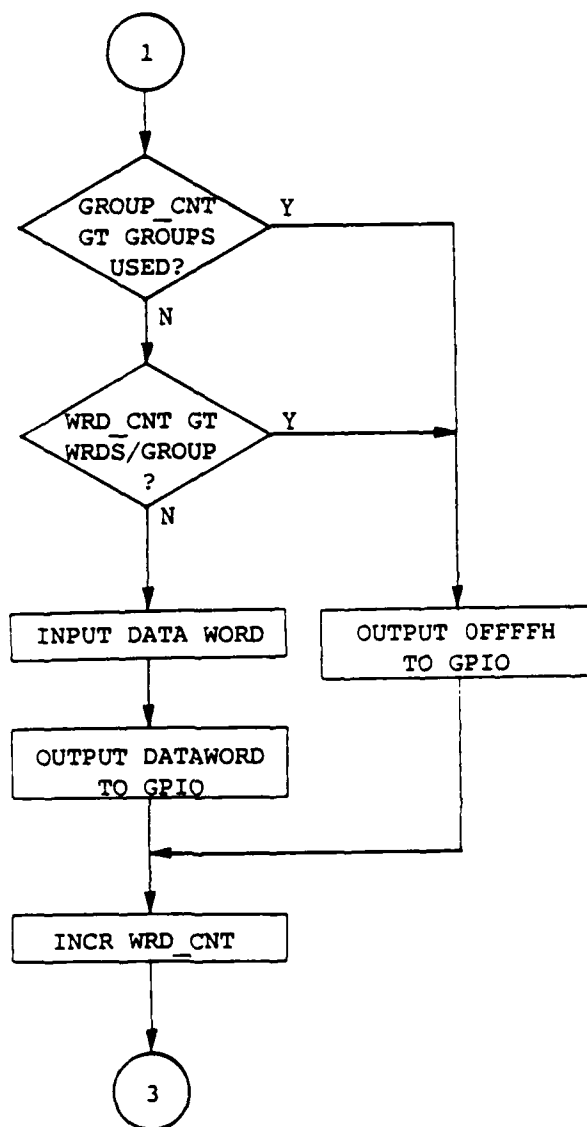 1
GROUP_CNT
GT GROUPS
USED?
Y
N
WRD_CNT GT
WRDS/GROUP
?
Y
N
INPUT DATA WORD
OUTPUT 0FFFFH
TO GPIO
OUTPUT DATAWORD
TO GPIO
INCR WRD_CNT
3